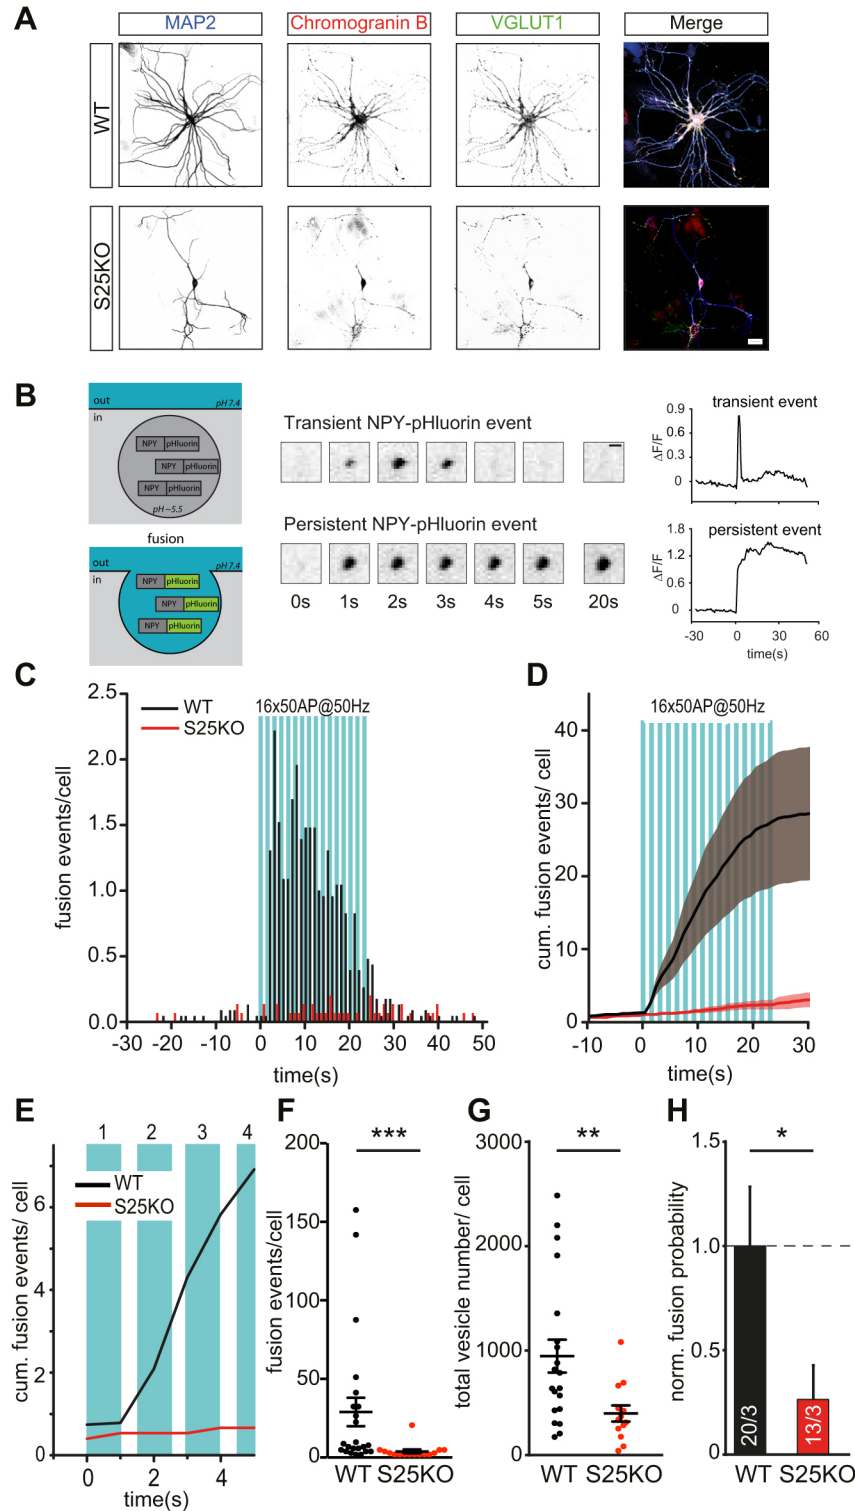 A
MAP2 Chromogranin B VGLUT1 Merge
WT
S25KO
B
out pH 7.4
in
NPY pHluorin
NPY pHluorin
NPY pHluorin
pH ~5.5
fusion
out pH 7.4
in
NPY pHluorin
NPY pHluorin
NPY pHluorin
Transient NPY-pHluorin event
Persistent NPY-pHluorin event
0s 1s 2s 3s 4s 5s 20s
transient event
ΔF/F
0.9
0.3
0
persistent event
ΔF/F
1.8
1.2
0.6
0
-30 0 30 60
time(s)
C
WT
S25KO
16x50AP@50Hz
fusion events/cell
2.5
2.0
1.5
1.0
0.5
0.0
-30 -20 -10 0 10 20 30 40 50
time(s)
D
16x50AP@50Hz
cum. fusion events/ cell
40
30
20
10
0
-10 0 10 20 30
time(s)
E
1 2 3 4
WT
S25KO
cum. fusion events/ cell
6
4
2
0
0 2 4
time(s)
F
***
fusion events/cell
200
150
100
50
0
WT S25KO
G
**
total vesicle number/ cell
3000
2000
1000
0
WT S25KO
H
*
norm. fusion probability
1.5
1.0
0.5
0.0
20/3
13/3
WT S25KO